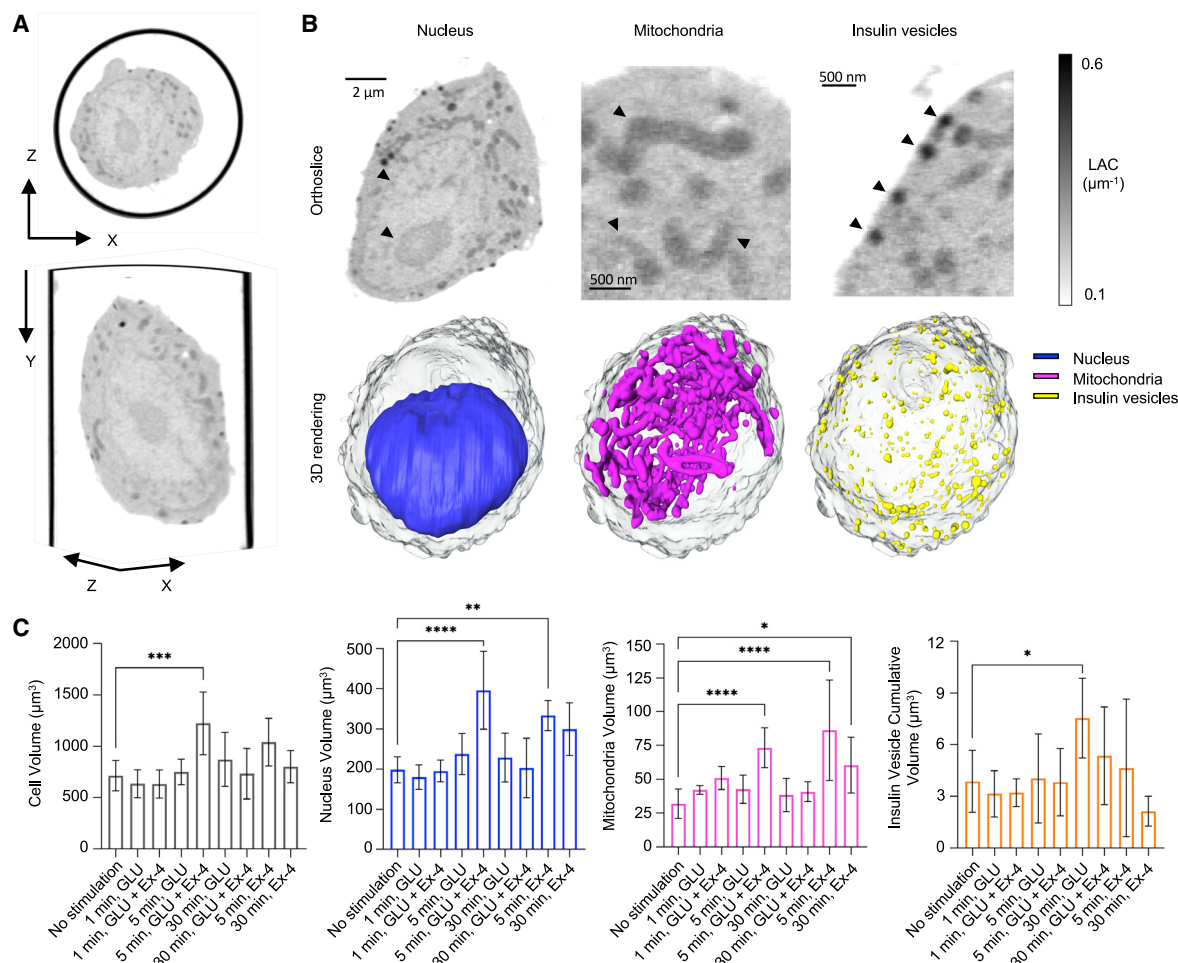 A
Z
X
Y
Z
X
B
Nucleus
Mitochondria
Insulin vesicles
2 µm
500 nm
500 nm
Orthoslice
0.6
LAC
(µm⁻¹)
0.1
3D rendering
Nucleus
Mitochondria
Insulin vesicles
C
Cell Volume (µm³)
2000
1500
1000
500
0
***
No stimulation
1 min, GLU
1 min, GLU + Ex-4
5 min, GLU
5 min, GLU + Ex-4
30 min, GLU
30 min, GLU + Ex-4
5 min, Ex-4
30 min, Ex-4
Nucleus Volume (µm³)
500
400
300
200
100
0
**
****
No stimulation
1 min, GLU
1 min, GLU + Ex-4
5 min, GLU
5 min, GLU + Ex-4
30 min, GLU
30 min, GLU + Ex-4
5 min, Ex-4
30 min, Ex-4
Mitochondria Volume (µm³)
150
125
100
75
50
25
0
*
****
****
No stimulation
1 min, GLU
1 min, GLU + Ex-4
5 min, GLU
5 min, GLU + Ex-4
30 min, GLU
30 min, GLU + Ex-4
5 min, Ex-4
30 min, Ex-4
Insulin Vesicle Cumulative
Volume (µm³)
12
9
6
3
0
*
No stimulation
1 min, GLU
1 min, GLU + Ex-4
5 min, GLU
5 min, GLU + Ex-4
30 min, GLU
30 min, GLU + Ex-4
5 min, Ex-4
30 min, Ex-4